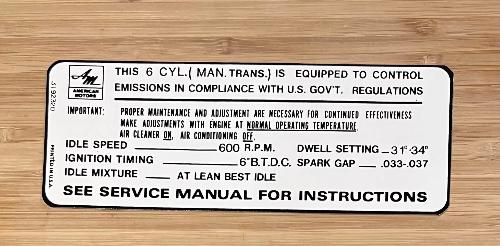 AM
AMERICAN
MOTORS
THIS 6 CYL.( MAN. TRANS.) IS EQUIPPED TO CONTROL
EMISSIONS IN COMPLIANCE WITH U.S. GOV'T. REGULATIONS
IMPORTANT: PROPER MAINTENANCE AND ADJUSTMENT ARE NECESSARY FOR CONTINUED EFFECTIVENESS
MAKE ADJUSTMENTS WITH ENGINE AT NORMAL OPERATING TEMPERATURE,
AIR CLEANER ON, AIR CONDITIONING OFF.
IDLE SPEED 600 R.P.M. DWELL SETTING 31°-34°
IGNITION TIMING 6°B.T.D.C. SPARK GAP .033-.037
IDLE MIXTURE AT LEAN BEST IDLE
SEE SERVICE MANUAL FOR INSTRUCTIONS
PRINTED IN U.S.A.